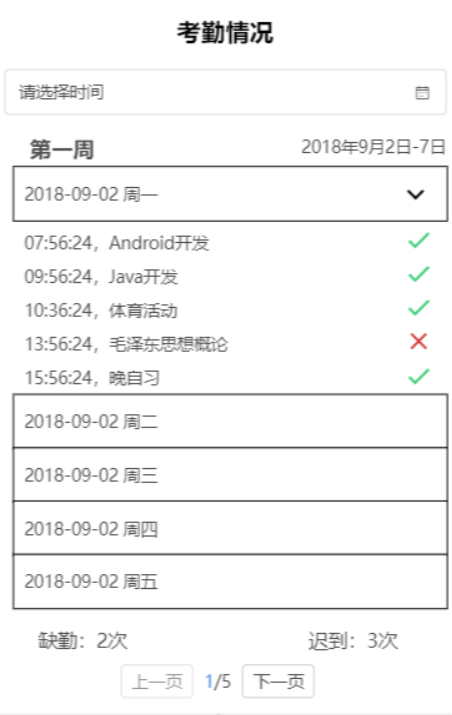 考勤情况
请选择时间
第一周 2018年9月2日-7日
2018-09-02 周一
07:56:24，Android开发
09:56:24，Java开发
10:36:24，体育活动
13:56:24，毛泽东思想概论
15:56:24，晚自习
2018-09-02 周二
2018-09-02 周三
2018-09-02 周四
2018-09-02 周五
缺勤：2次 迟到：3次
上一页 1/5 下一页